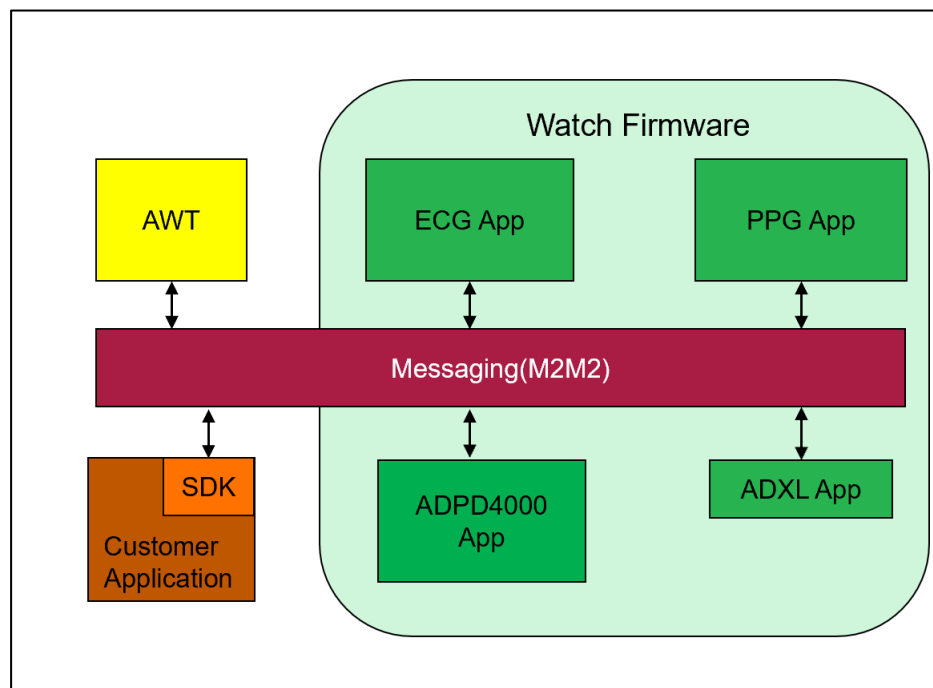 Watch Firmware
AWT
ECG App
PPG App
Messaging(M2M2)
SDK
Customer
Application
ADPD4000
App
ADXL App